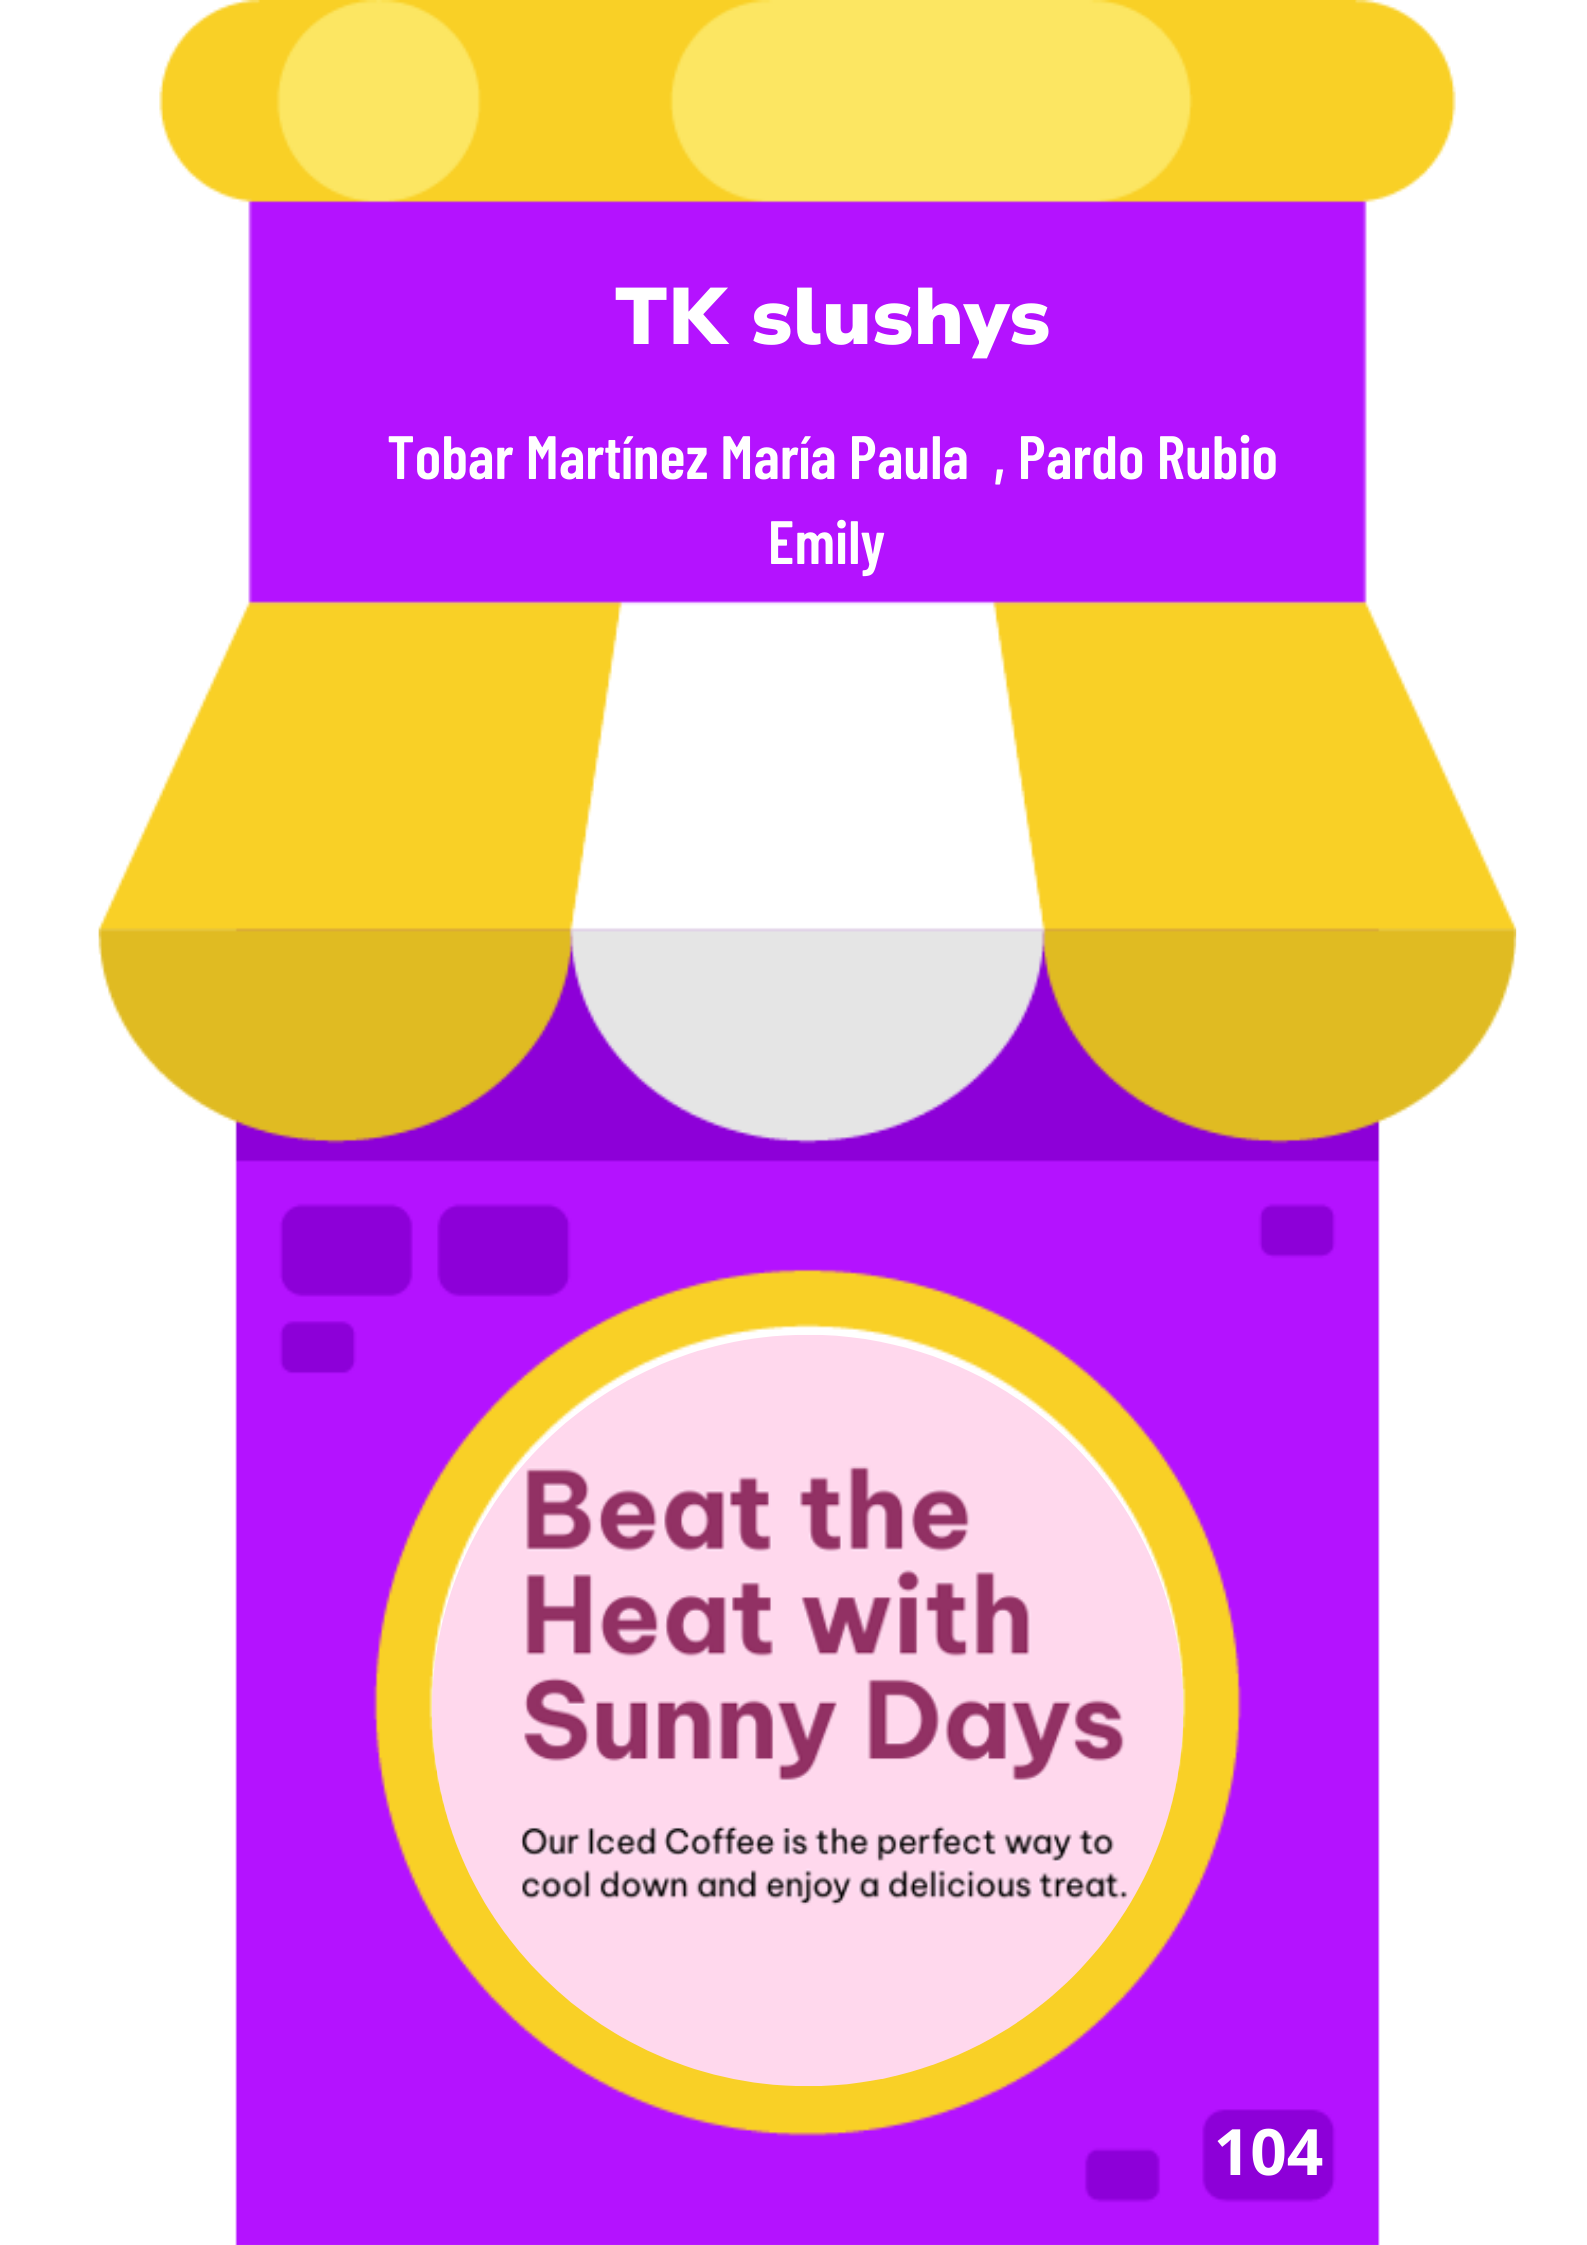 TK slushys
Tobar Martínez María Paula , Pardo Rubio
Emily
Beat the
Heat with
Sunny Days
Our Iced Coffee is the perfect way to
cool down and enjoy a delicious treat.
104